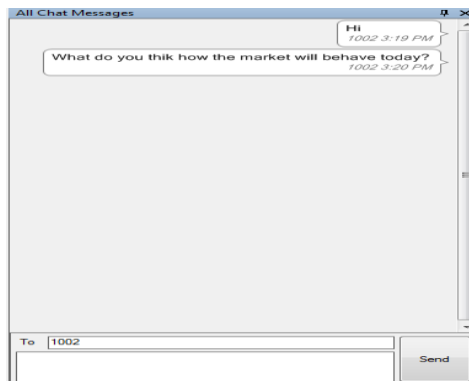 All Chat Messages
Hi
1002 3:19 PM
What do you thik how the market will behave today?
1002 3:20 PM
To 1002
Send